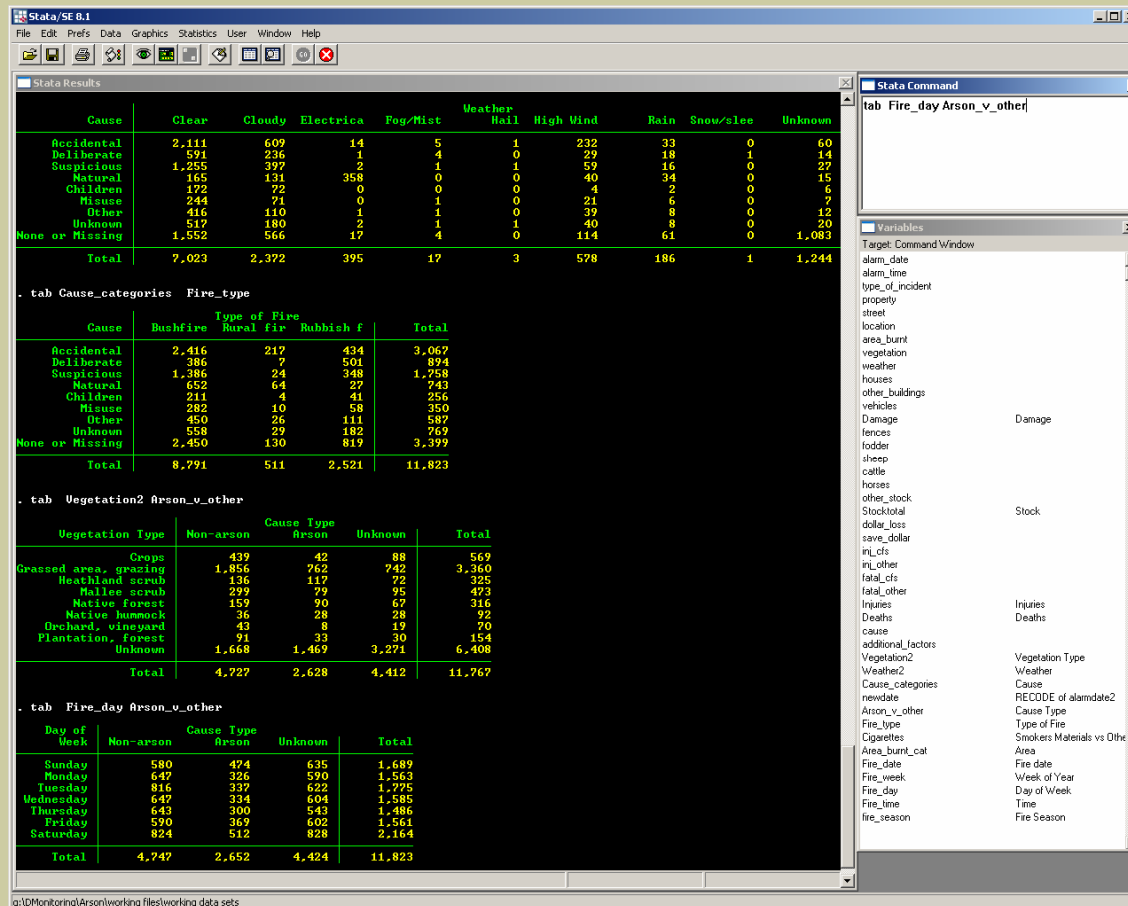 Stata/SE 8.1
File Edit Prefs Data Graphics Statistics User Window Help
Stata Results
Weather
Cause Clear Cloudy Electrica Fog/Mist Hail High Wind Rain Snow/slee Unknown
Accidental 2,111 609 14 5 1 232 33 0 60
Deliberate 591 236 1 4 0 29 18 1 14
Suspicious 1,255 397 2 1 1 59 16 0 27
Natural 165 131 358 0 0 40 34 0 15
Children 172 72 0 0 0 4 2 0 6
Misuse 244 71 0 1 0 21 6 0 7
Other 416 110 1 1 0 39 8 0 12
Unknown 517 180 2 1 1 40 8 0 20
None or Missing 1,552 566 17 4 0 114 61 0 1,083
Total 7,023 2,372 395 17 3 578 186 1 1,244
. tab Cause_categories Fire_type
Type of Fire
Cause Bushfire Rural fir Rubbish f Total
Accidental 2,416 217 434 3,067
Deliberate 386 7 501 894
Suspicious 1,386 24 348 1,758
Natural 652 64 27 743
Children 211 4 41 256
Misuse 282 10 58 350
Other 450 26 111 587
Unknown 558 29 182 769
None or Missing 2,450 130 819 3,399
Total 8,791 511 2,521 11,823
. tab Vegetation2 Arson_v_other
Cause Type
Vegetation Type Non-arson Arson Unknown Total
Crops 439 42 88 569
Grassed area, grazing 1,856 762 742 3,360
Heathland scrub 136 117 72 325
Mallee scrub 299 79 95 473
Native forest 159 90 67 316
Native hummock 36 28 28 92
Orchard, vineyard 43 8 19 70
Plantation, forest 91 33 30 154
Unknown 1,668 1,469 3,271 6,408
Total 4,727 2,628 4,412 11,767
. tab Fire_day Arson_v_other
Day of Cause Type
Week Non-arson Arson Unknown Total
Sunday 580 474 635 1,689
Monday 647 326 590 1,563
Tuesday 816 337 622 1,775
Wednesday 647 334 604 1,585
Thursday 643 300 543 1,486
Friday 590 369 602 1,561
Saturday 824 512 828 2,164
Total 4,747 2,652 4,424 11,823
Stata Command
tab Fire_day Arson_v_other
Variables
Target: Command Window
alarm_date
alarm_time
type_of_incident
property
street
location
area_burnt
vegetation
weather
houses
other_buildings
vehicles
Damage Damage
fences
fodder
sheep
cattle
horses
other_stock
Stocktotal Stock
dollar_loss
save_dollar
inj_cfs
inj_other
fatal_cfs
fatal_other
Injuries Injuries
Deaths Deaths
cause
additional_factors
Vegetation2 Vegetation Type
Weather2 Weather
Cause_categories Cause
newdate RECODE of alarmdate2
Arson_v_other Cause Type
Fire_type Type of Fire
Cigarettes Smokers Materials vs Othe
Area_burnt_cat Area
Fire_date Fire date
Fire_week Week of Year
Fire_day Day of Week
Fire_time Time
fire_season Fire Season
g:\DMonitoring\Arson\working files\working data sets